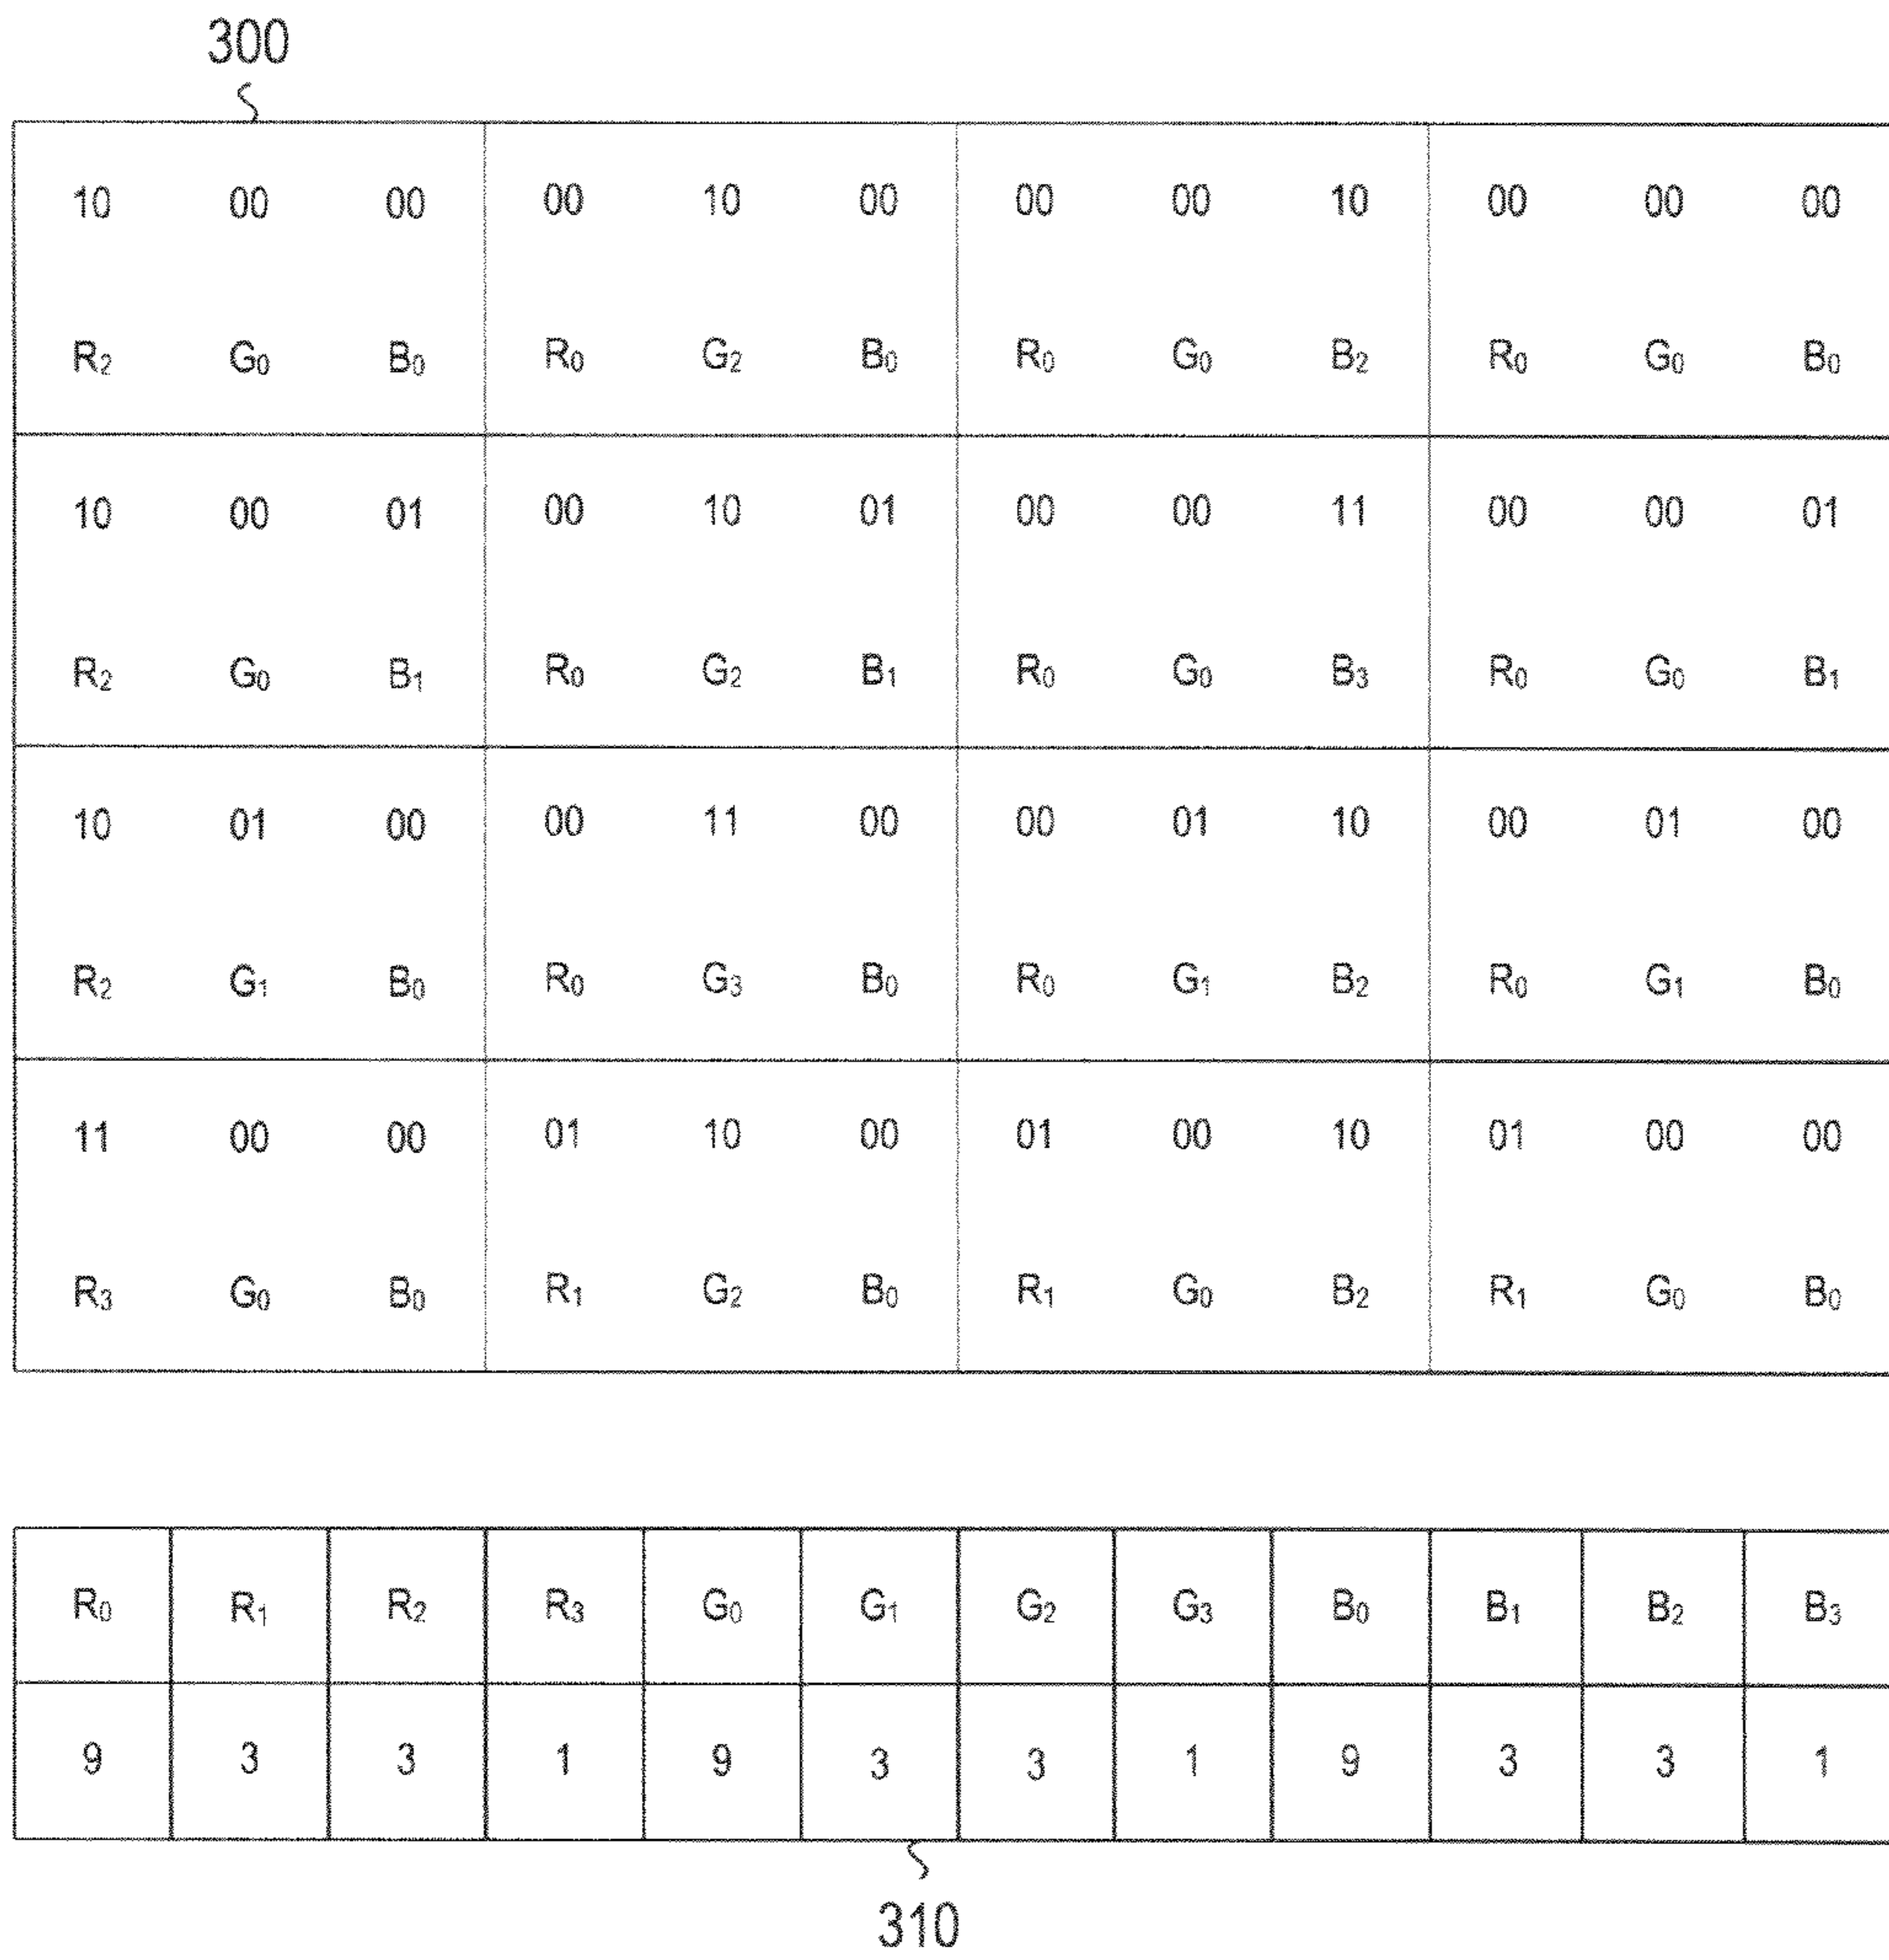 300
10 00 00 00 10 00 00 00 10 00 00 00
R₂ G₀ B₀ R₀ G₂ B₀ R₀ G₀ B₂ R₀ G₀ B₀
10 00 01 00 10 01 00 00 11 00 00 01
R₂ G₀ B₁ R₀ G₂ B₁ R₀ G₀ B₃ R₀ G₀ B₁
10 01 00 00 11 00 00 01 10 00 01 00
R₂ G₁ B₀ R₀ G₃ B₀ R₀ G₁ B₂ R₀ G₁ B₀
11 00 00 01 10 00 01 00 10 01 00 00
R₃ G₀ B₀ R₁ G₂ B₀ R₁ G₀ B₂ R₁ G₀ B₀
R₀ R₁ R₂ R₃ G₀ G₁ G₂ G₃ B₀ B₁ B₂ B₃
9 3 3 1 9 3 3 1 9 3 3 1
310